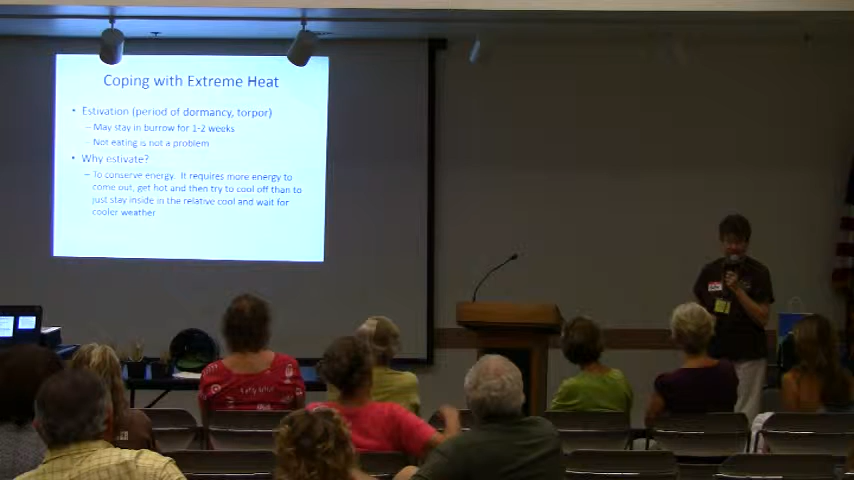 Coping with Extreme Heat
• Estivation (period of dormancy, torpor)
– May stay in burrow for 1-2 weeks
– Not eating is not a problem
• Why estivate?
– To conserve energy. It requires more energy to
come out, get hot and then try to cool off than to
just stay inside in the relative cool and wait for
cooler weather